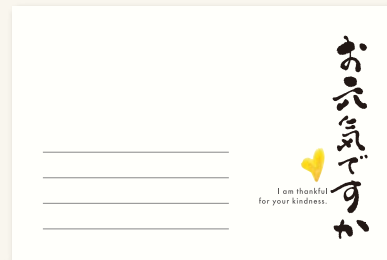 お元気ですか
I am thankful
for your kindness.